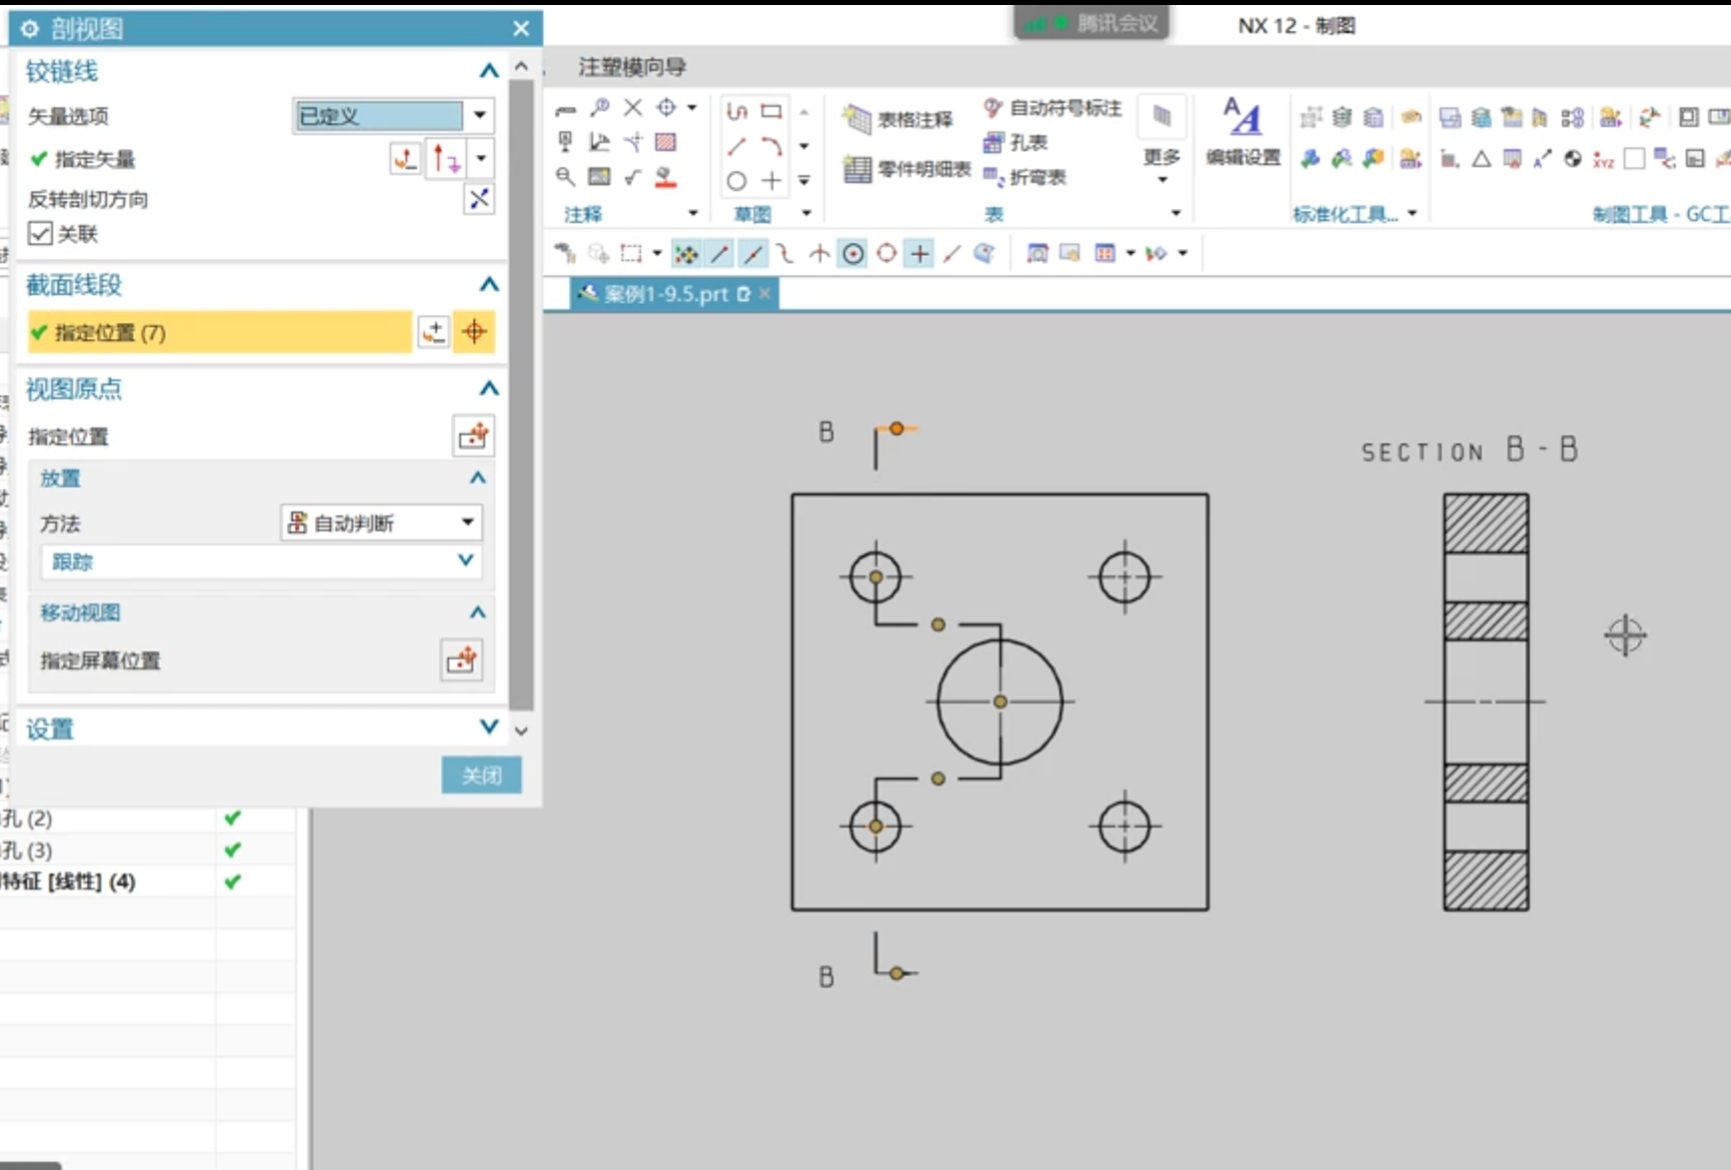 剖视图
铰链线
矢量选项
已定义
指定矢量
反转剖切方向
关联
截面线段
指定位置 (7)
视图原点
指定位置
放置
方法
自动判断
跟踪
移动视图
指定屏幕位置
设置
关闭
孔 (2)
孔 (3)
特征 [线性] (4)
腾讯会议
NX 12 - 制图
注塑模向导
表格注释
零件明细表
自动符号标注
孔表
折弯表
更多
编辑设置
注释
草图
表
标准化工具...
制图工具 - GC工
案例1-9.5.prt
B
SECTION B-B
B